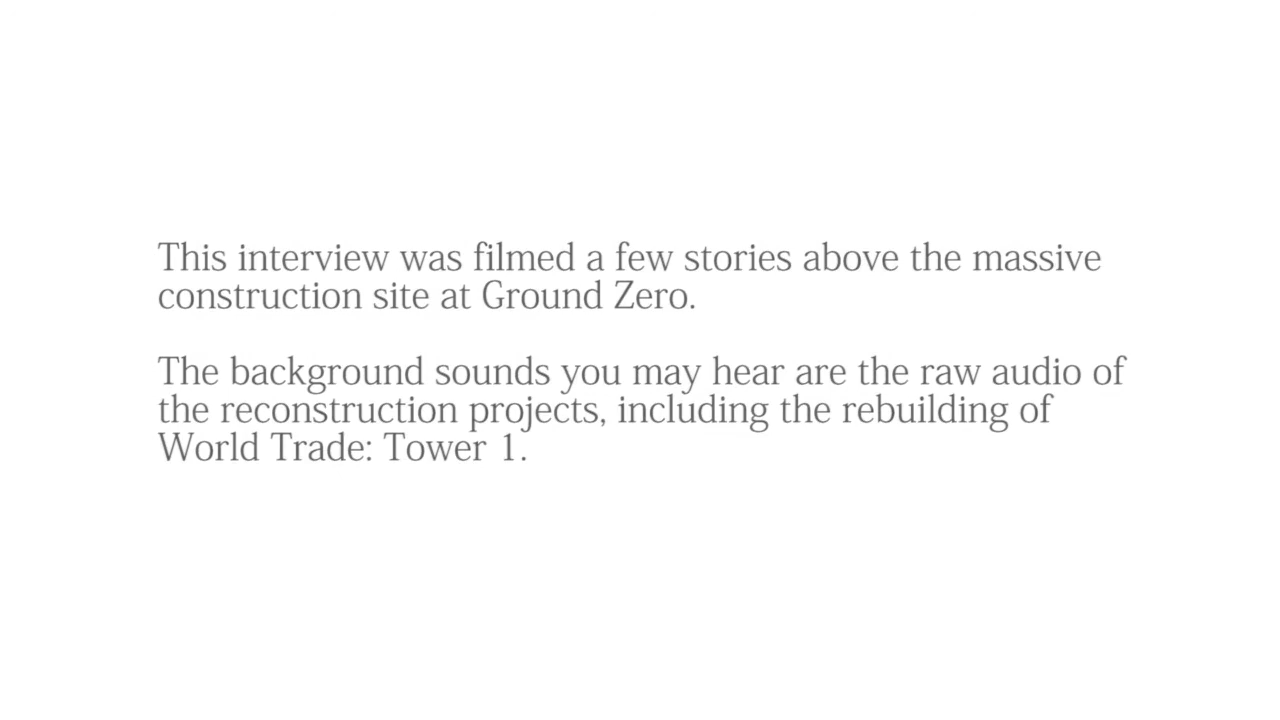 This interview was filmed a few stories above the massive
construction site at Ground Zero.
The background sounds you may hear are the raw audio of
the reconstruction projects, including the rebuilding of
World Trade: Tower 1.